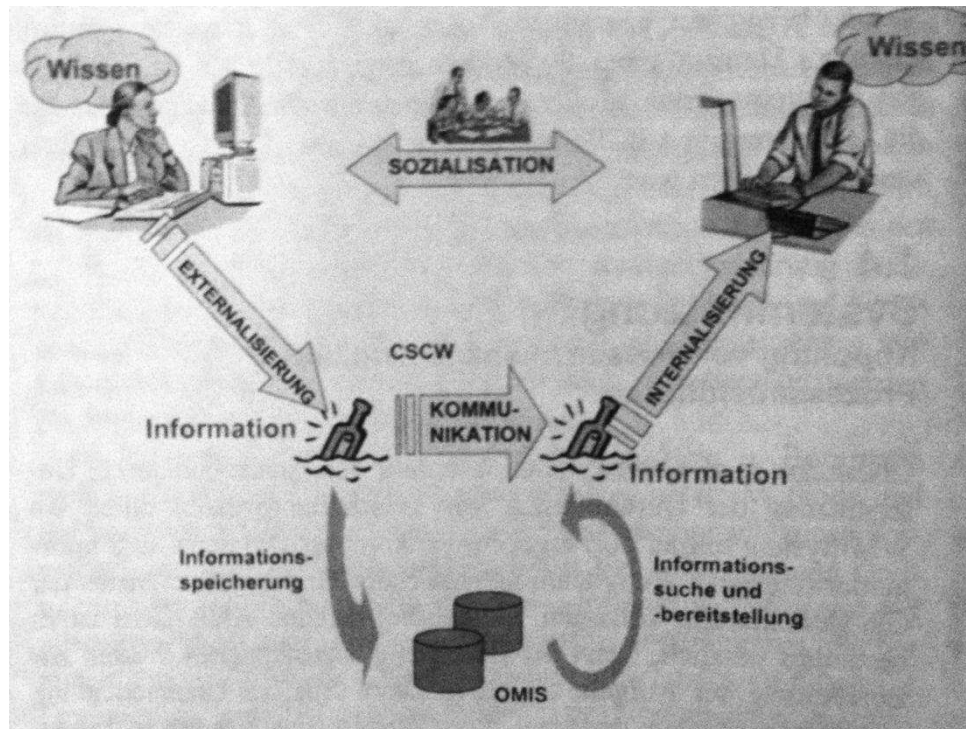 Wissen
Wissen
SOZIALISATION
EXTERNALISIERUNG
INTERNALISIERUNG
CSCW
KOMMU-
NIKATION
Information
Information
Informations-
speicherung
Informations-
suche und
-bereitstellung
OMIS